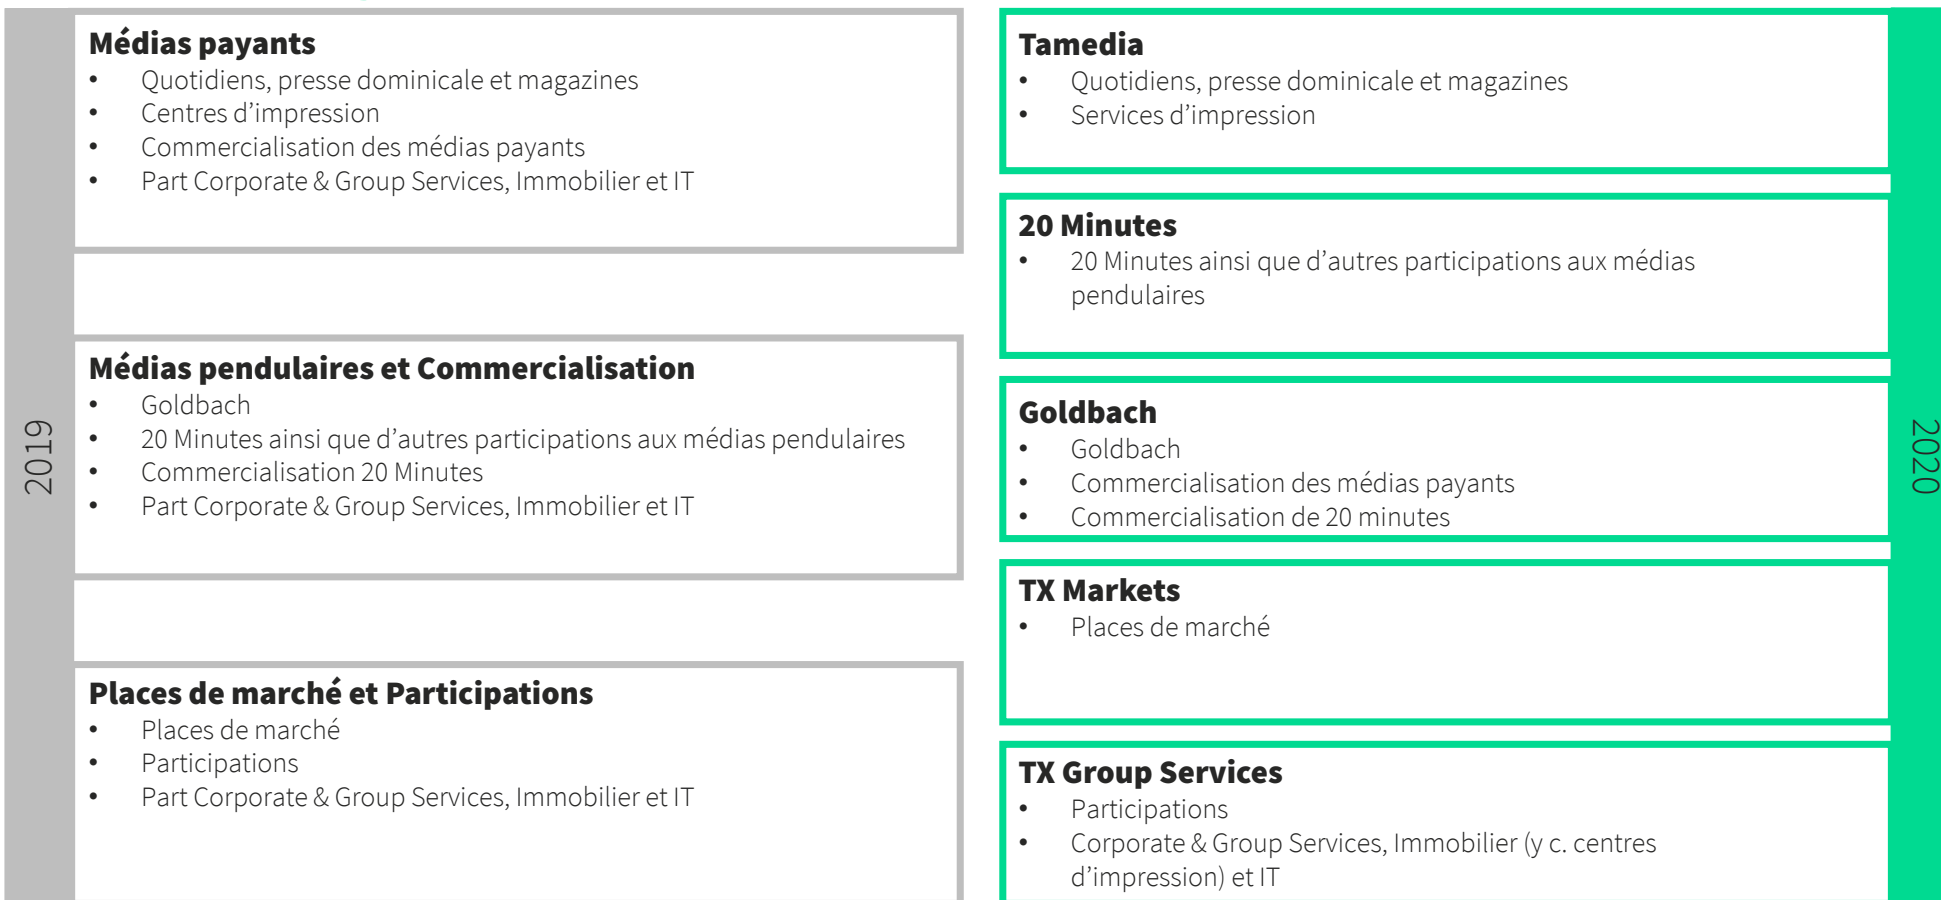 2019
Médias payants
• Quotidiens, presse dominicale et magazines
• Centres d’impression
• Commercialisation des médias payants
• Part Corporate & Group Services, Immobilier et IT
Médias pendulaires et Commercialisation
• Goldbach
• 20 Minutes ainsi que d’autres participations aux médias pendulaires
• Commercialisation 20 Minutes
• Part Corporate & Group Services, Immobilier et IT
Places de marché et Participations
• Places de marché
• Participations
• Part Corporate & Group Services, Immobilier et IT
Tamedia
• Quotidiens, presse dominicale et magazines
• Services d’impression
20 Minutes
• 20 Minutes ainsi que d’autres participations aux médias
pendulaires
Goldbach
• Goldbach
• Commercialisation des médias payants
• Commercialisation de 20 minutes
TX Markets
• Places de marché
TX Group Services
• Participations
• Corporate & Group Services, Immobilier (y c. centres
d’impression) et IT
2020